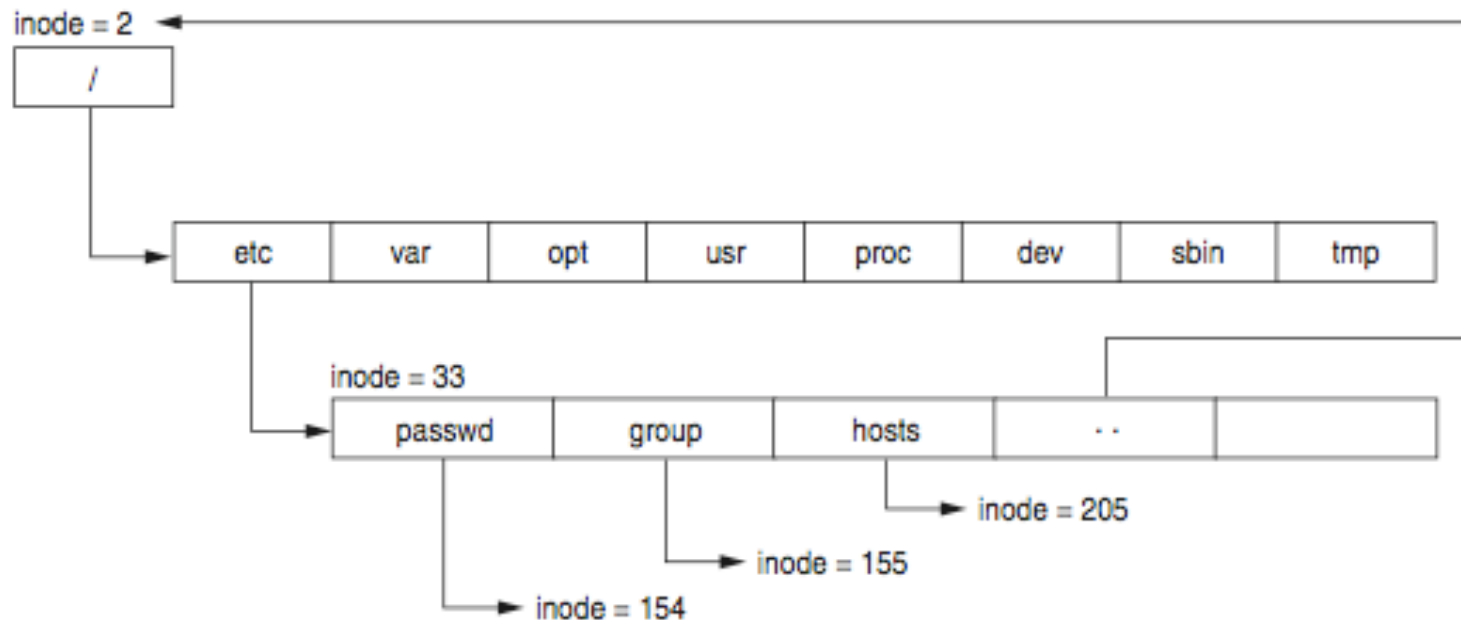 inode = 2
/
etc var opt usr proc dev sbin tmp
inode = 33
passwd group hosts ..
inode = 205
inode = 155
inode = 154